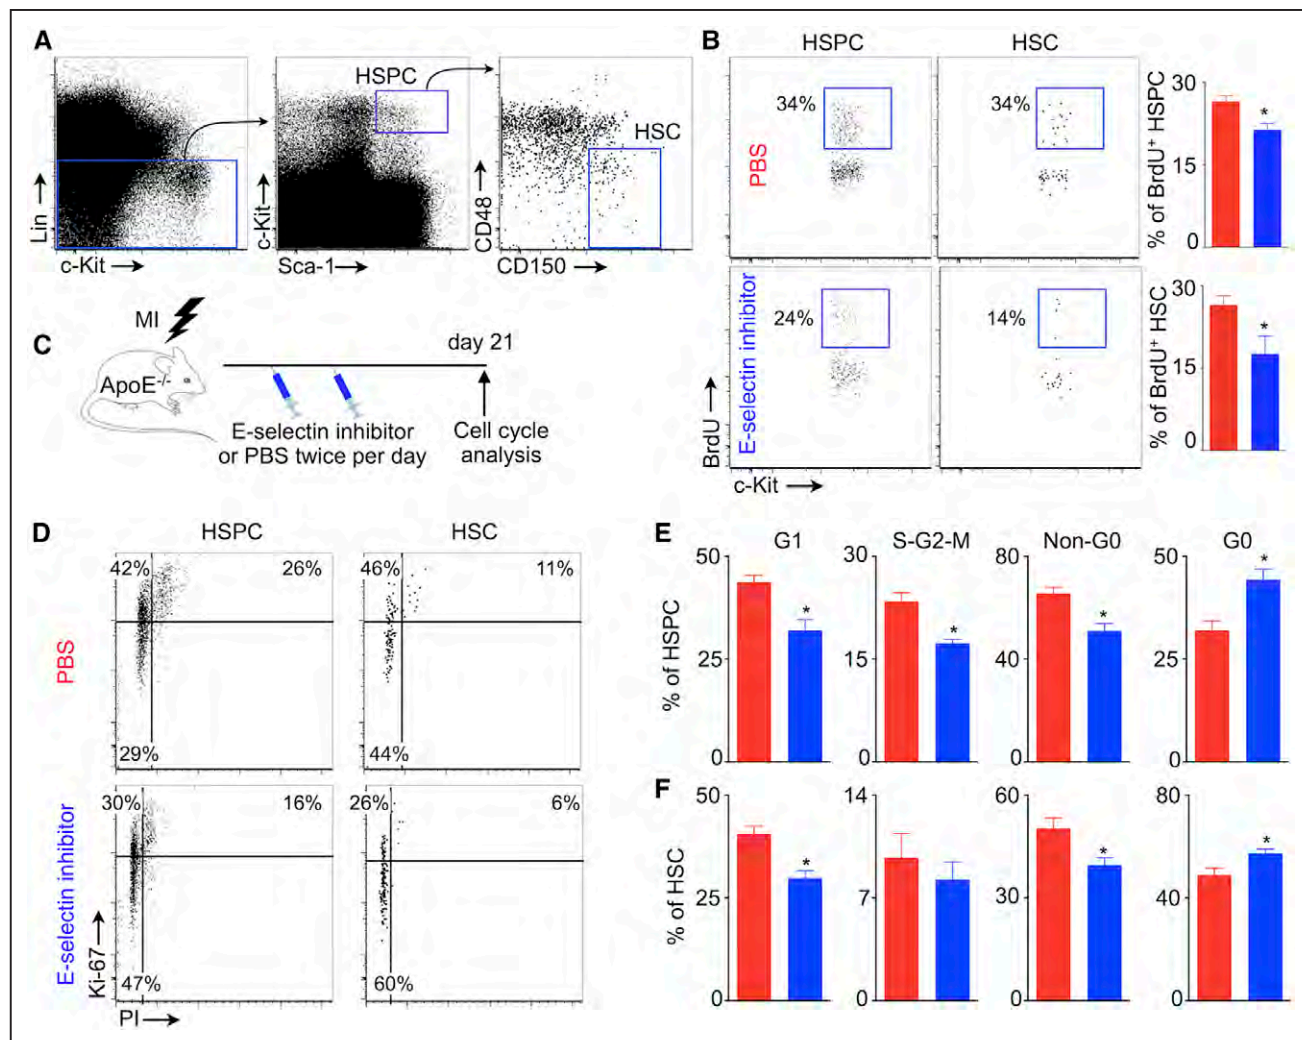 A
HSPC
HSC
Lin
c-Kit
c-Kit
Sca-1
CD48
CD150
B
HSPC
HSC
PBS
34%
34%
E-selectin inhibitor
24%
14%
BrdU
c-Kit
% of BrdU+ HSPC
30
15
0
*
% of BrdU+ HSC
30
15
0
*
C
MI
ApoE-/-
day 21
E-selectin inhibitor
or PBS twice per day
Cell cycle
analysis
D
HSPC
HSC
PBS
42%
26%
29%
46%
11%
44%
E-selectin inhibitor
30%
16%
47%
26%
6%
60%
Ki-67
PI
E
% of HSPC
G1
50
25
0
*
S-G2-M
30
15
0
*
Non-G0
80
40
0
*
G0
50
25
0
*
F
% of HSC
50
25
0
*
14
7
0
60
30
0
*
80
40
0
*